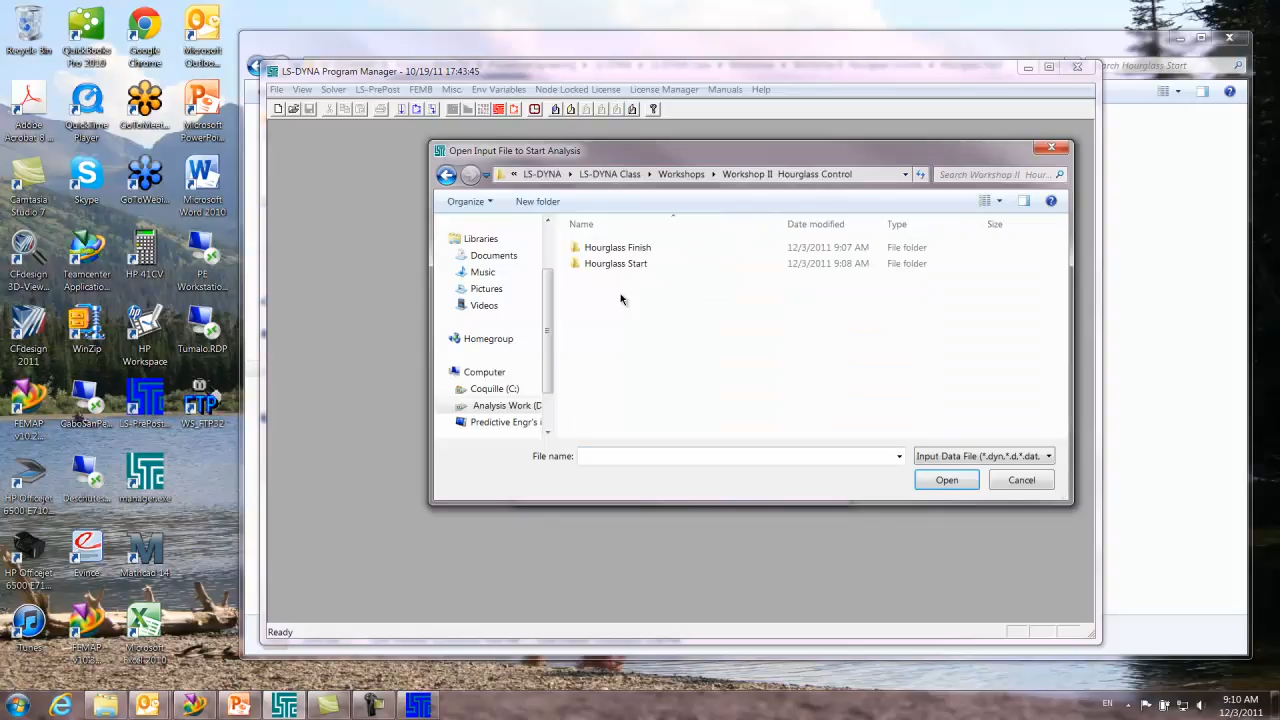 Recycle Bin
QuickBooks Pro 2010
Google Chrome
Microsoft Outloo...
Adobe Acrobat 8 ...
QuickTime Player
GoToMeet...
Microsoft PowerPoi...
Camtasia Studio 7
Skype
GoToWebi...
Microsoft Word 2010
CFdesign 3D-View...
Teamcenter Applicatio...
HP 41CV
PE Workstatio...
CFdesign 2011
WinZip
HP Workspace
Tumalo.RDP
FEMAP v10.2...
CaboSanPe...
LS-PrePost...
WS_FTP32
HP Officejet 6500 E710...
Deschutes...
manager.exe
HP Officejet 6500 E71...
Evince
Mathcad 14
iTunes
FEMAP v10.3...
Microsoft Excel 2010
Hourglass Start
LS-DYNA Program Manager - 10/19/11
File View Solver LS-PrePost FEMB Misc. Env Variables Node Locked License License Manager Manuals Help
Open Input File to Start Analysis
« LS-DYNA LS-DYNA Class Workshops Workshop II Hourglass Control
Search Workshop II Hour...
Organize New folder
Name Date modified Type Size
Hourglass Finish 12/3/2011 9:07 AM File folder
Hourglass Start 12/3/2011 9:08 AM File folder
Libraries
Documents
Music
Pictures
Videos
Homegroup
Computer
Coquille (C:)
Analysis Work (D
Predictive Engr's i
File name:
Input Data File (*.dyn,*.d,*.dat,
Open Cancel
Ready
EN
9:10 AM
12/3/2011